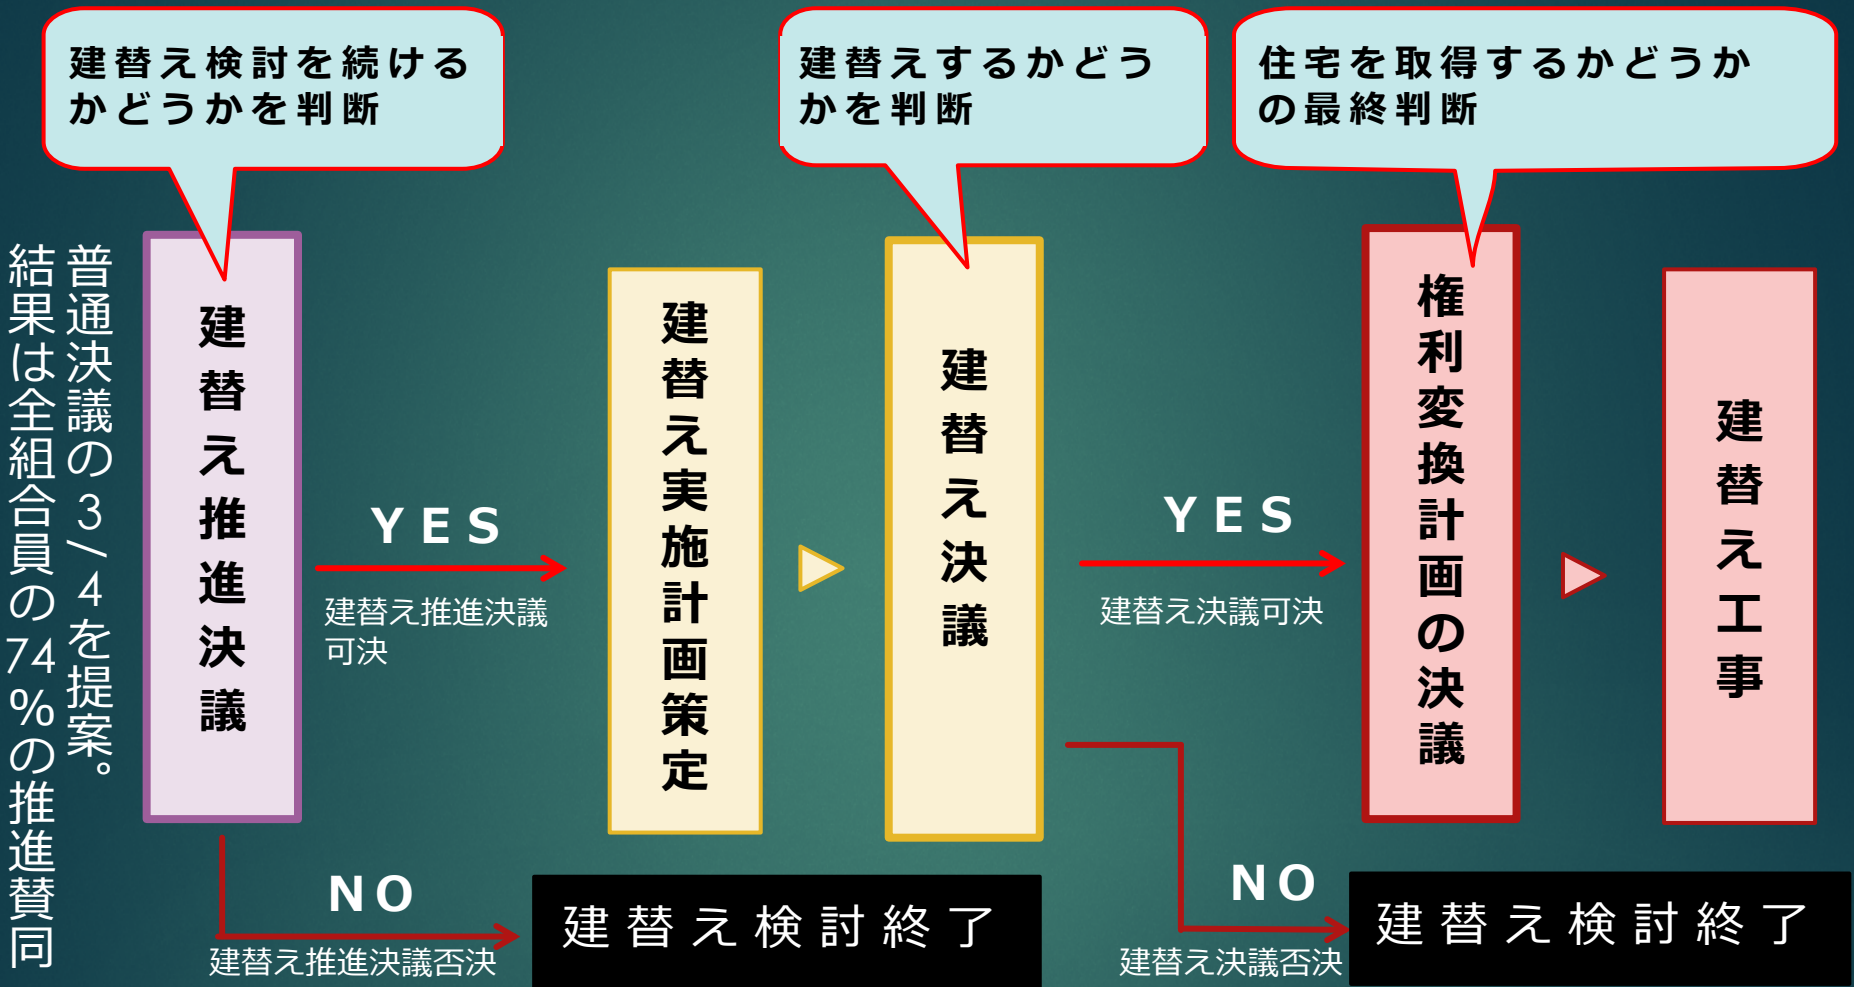 建替え検討を続ける
かどうかを判断
建替えするかどう
かを判断
住宅を取得するかどうか
の最終判断
普通決議の3/4を提案。
結果は全組合員の74%の推進賛同
建替え推進決議
YES
建替え推進決議
可決
建替え実施計画策定
建替え決議
YES
建替え決議可決
権利変換計画の決議
建替え工事
NO
建替え推進決議否決
建替え検討終了
NO
建替え決議否決
建替え検討終了